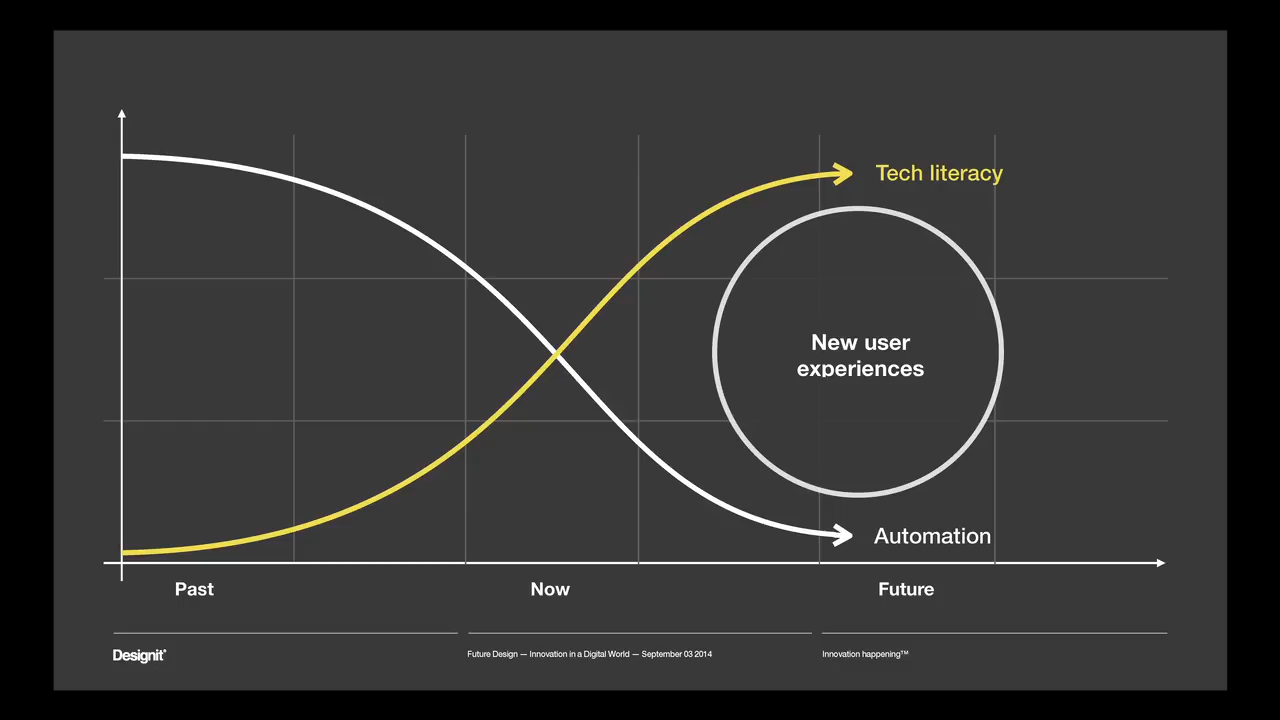 Tech literacy
New user
experiences
Automation
Past
Now
Future
Designit°
Future Design — Innovation in a Digital World — September 03 2014
Innovation happening™